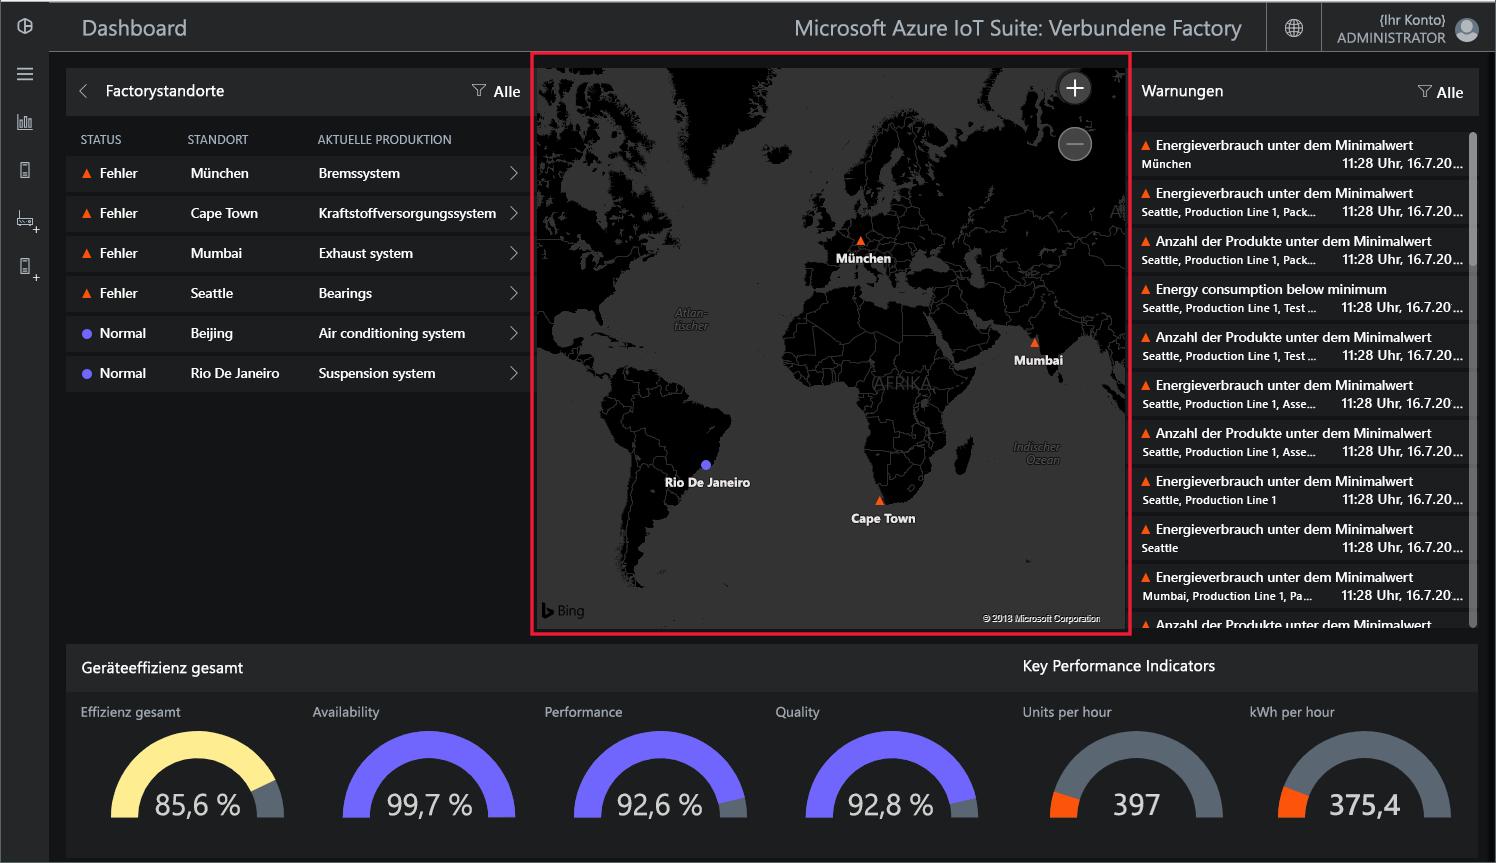 Dashboard
Microsoft Azure IoT Suite: Verbundene Factory
{Ihr Konto}
ADMINISTRATOR
Factorystandorte
Alle
STATUS STANDORT AKTUELLE PRODUKTION
Fehler München Bremssystem
Fehler Cape Town Kraftstoffversorgungssystem
Fehler Mumbai Exhaust system
Fehler Seattle Bearings
Normal Beijing Air conditioning system
Normal Rio De Janeiro Suspension system
München
Atlan-
tischer
Mumbai
AFRIKA
Indischer
Ozean
Rio De Janeiro
Cape Town
Bing
© 2018 Microsoft Corporation
Warnungen
Alle
Energieverbrauch unter dem Minimalwert
München 11:28 Uhr, 16.7.20...
Energieverbrauch unter dem Minimalwert
Seattle, Production Line 1, Pack... 11:28 Uhr, 16.7.20...
Anzahl der Produkte unter dem Minimalwert
Seattle, Production Line 1, Pack... 11:28 Uhr, 16.7.20...
Energy consumption below minimum
Seattle, Production Line 1, Test ... 11:28 Uhr, 16.7.20...
Anzahl der Produkte unter dem Minimalwert
Seattle, Production Line 1, Test ... 11:28 Uhr, 16.7.20...
Energieverbrauch unter dem Minimalwert
Seattle, Production Line 1, Asse... 11:28 Uhr, 16.7.20...
Anzahl der Produkte unter dem Minimalwert
Seattle, Production Line 1, Asse... 11:28 Uhr, 16.7.20...
Energieverbrauch unter dem Minimalwert
Seattle, Production Line 1 11:28 Uhr, 16.7.20...
Energieverbrauch unter dem Minimalwert
Seattle 11:28 Uhr, 16.7.20...
Energieverbrauch unter dem Minimalwert
Mumbai, Production Line 1, Pa... 11:28 Uhr, 16.7.20...
Anzahl der Produkte unter dem Minimalwert
Geräteeffizienz gesamt
Key Performance Indicators
Effizienz gesamt Availability Performance Quality Units per hour kWh per hour
85,6 % 99,7 % 92,6 % 92,8 % 397 375,4